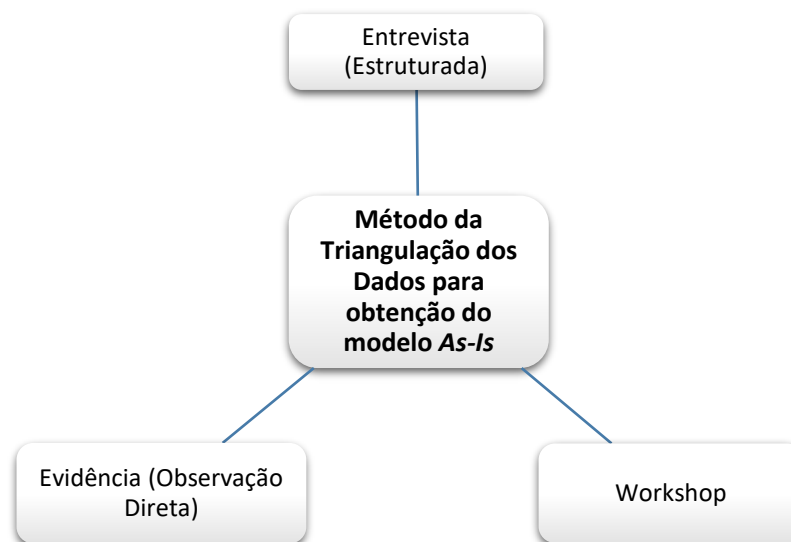 Entrevista
(Estruturada)
Método da
Triangulação dos
Dados para
obtenção do
modelo As-Is
Evidência (Observação
Direta)
Workshop